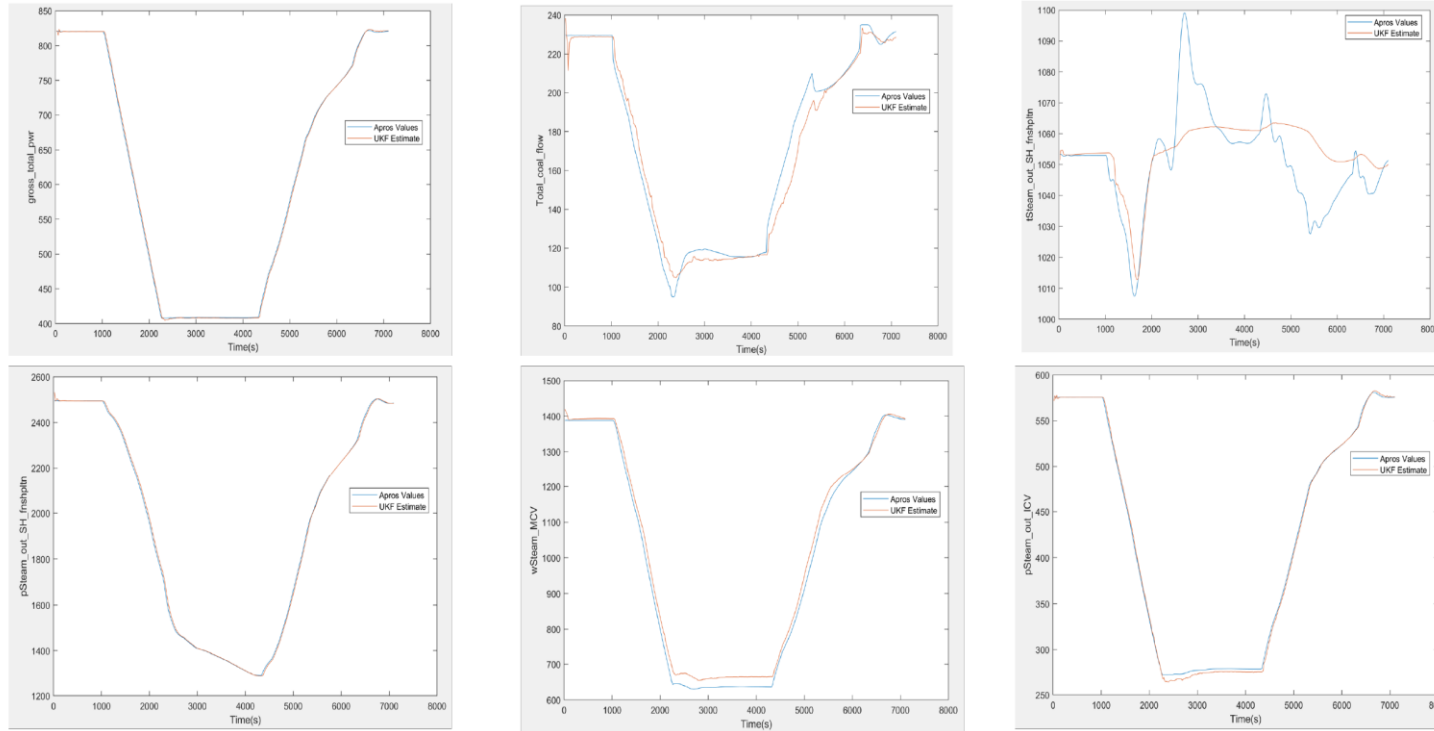 gross_total_pwr
850
800
750
700
650
600
550
500
450
400
0 1000 2000 3000 4000 5000 6000 7000 8000
Time(s)
Apros Values
UKF Estimate
Total_coal_flow
240
220
200
180
160
140
120
100
80
0 1000 2000 3000 4000 5000 6000 7000 8000
Time(s)
Apros Values
UKF Estimate
tSteam_out_SH_fnshpltn
1100
1090
1080
1070
1060
1050
1040
1030
1020
1010
1000
0 1000 2000 3000 4000 5000 6000 7000 8000
Time(s)
Apros Values
UKF Estimate
pSteam_out_SH_fnshpltn
2600
2400
2200
2000
1800
1600
1400
1200
0 1000 2000 3000 4000 5000 6000 7000 8000
Time(s)
Apros Values
UKF Estimate
wSteam_MCV
1500
1400
1300
1200
1100
1000
900
800
700
600
0 1000 2000 3000 4000 5000 6000 7000 8000
Time(s)
Apros Values
UKF Estimate
pSteam_out_ICV
600
550
500
450
400
350
300
250
0 1000 2000 3000 4000 5000 6000 7000 8000
Time(s)
Apros Values
UKF Estimate